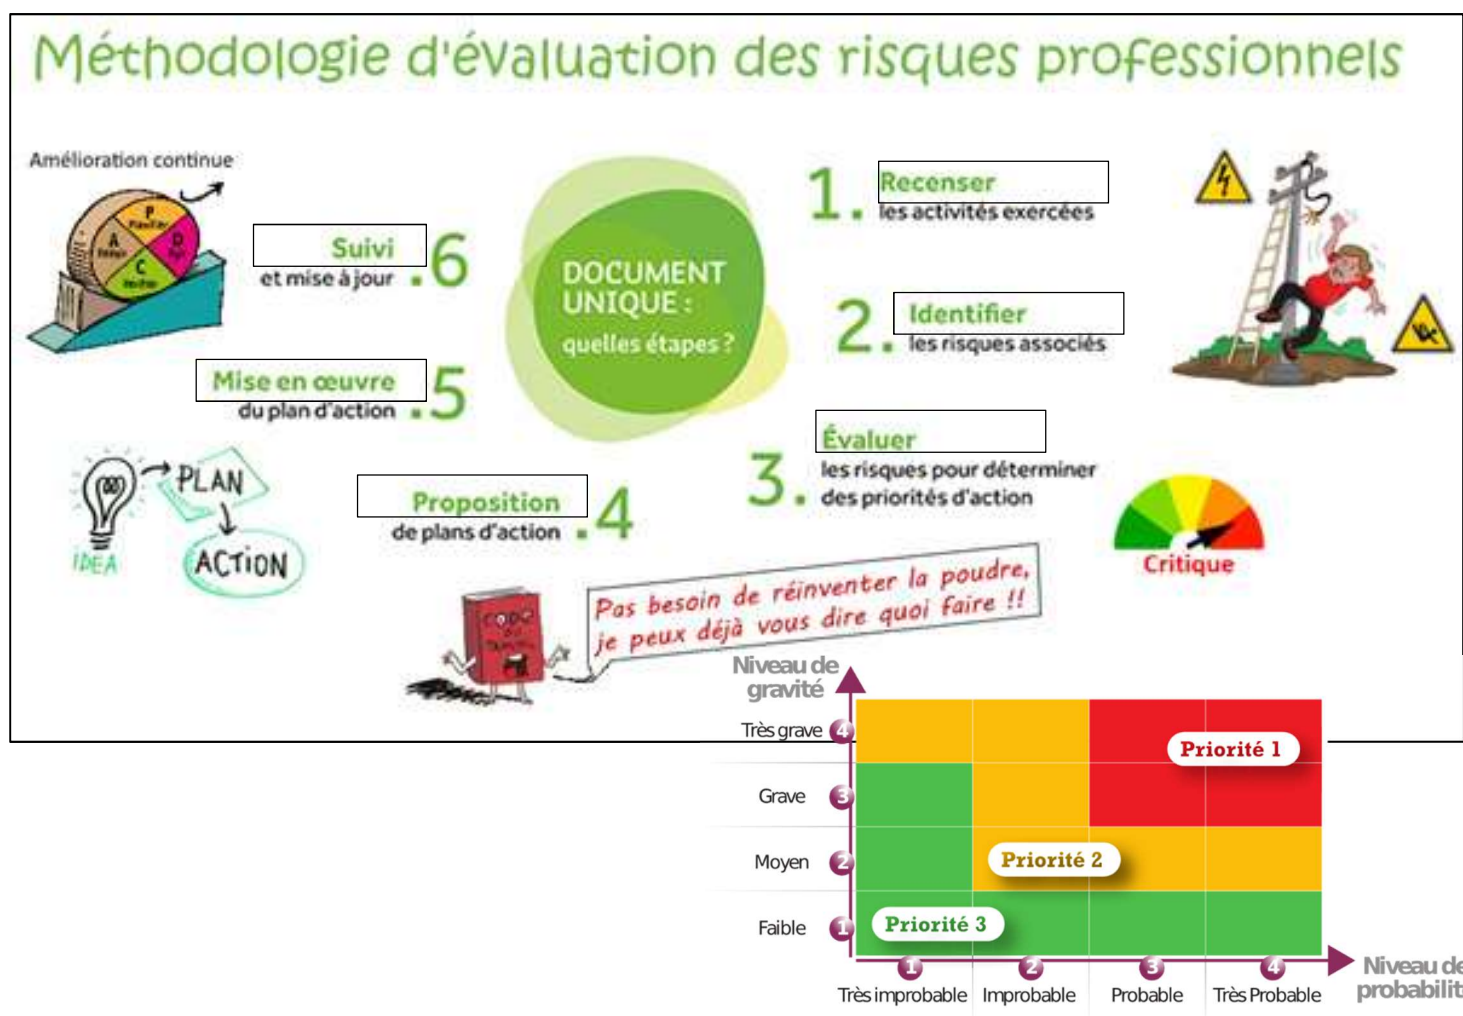 Méthodologie d'évaluation des risques professionnels
Amélioration continue
P
Planifier
A
D
C
Suivi
et mise à jour
.6
Mise en œuvre
du plan d'action
.5
IDEA
PLAN
ACTION
Proposition
de plans d'action
.4
DOCUMENT
UNIQUE :
quelles étapes ?
1.
Recenser
les activités exercées
2.
Identifier
les risques associés
3.
Évaluer
les risques pour déterminer
des priorités d'action
Critique
CODE
DU
TRAVAIL
Pas besoin de réinventer la poudre,
je peux déjà vous dire quoi faire !!
Niveau de
gravité
Très grave 4
Grave 3
Moyen 2
Faible 1
Priorité 1
Priorité 2
Priorité 3
1 2 3 4
Très improbable Improbable Probable Très Probable
Niveau de
probabilit